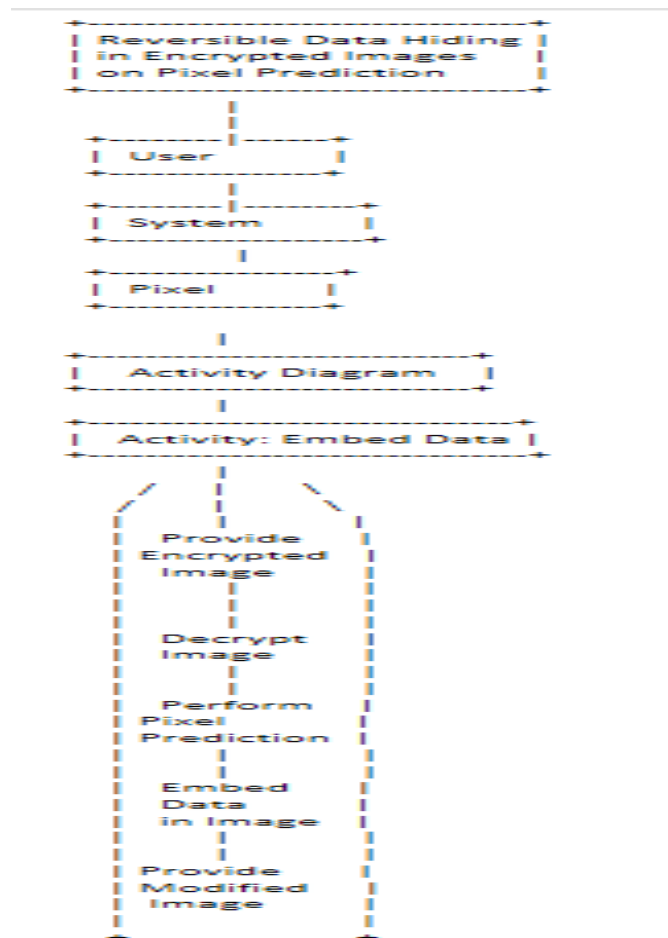 Reversible Data Hiding
in Encrypted Images
on Pixel Prediction
User
System
Pixel
Activity Diagram
Activity: Embed Data
Provide
Encrypted
Image
Decrypt
Image
Perform
Pixel
Prediction
Embed
Data
in Image
Provide
Modified
Image